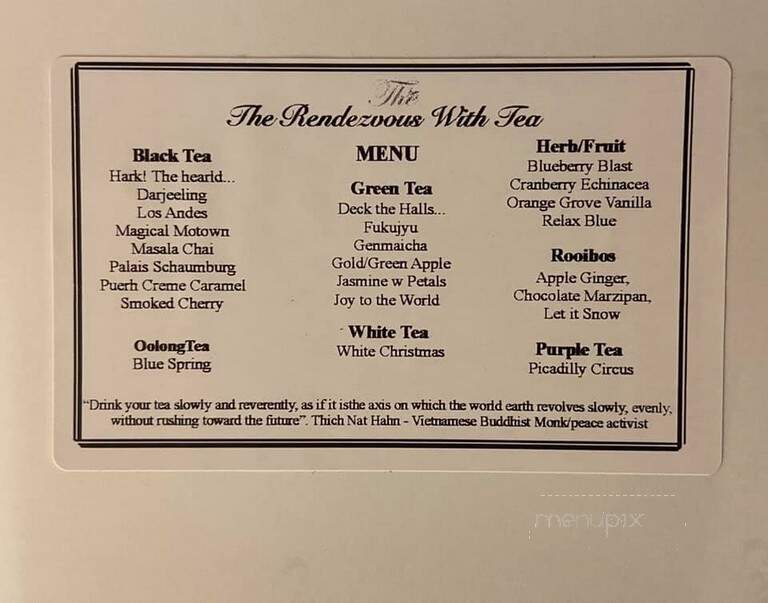 The
The Rendezvous With Tea
Black Tea
Hark! The hearld...
Darjeeling
Los Andes
Magical Motown
Masala Chai
Palais Schaumburg
Puerh Creme Caramel
Smoked Cherry
OolongTea
Blue Spring
MENU
Green Tea
Deck the Halls...
Fukujyu
Genmaicha
Gold/Green Apple
Jasmine w Petals
Joy to the World
White Tea
White Christmas
Herb/Fruit
Blueberry Blast
Cranberry Echinacea
Orange Grove Vanilla
Relax Blue
Rooibos
Apple Ginger,
Chocolate Marzipan,
Let it Snow
Purple Tea
Picadilly Circus
“Drink your tea slowly and reverently, as if it isthe axis on which the world earth revolves slowly, evenly,
without rushing toward the future”. Thich Nat Hahn - Vietnamese Buddhist Monk/peace activist
menupix